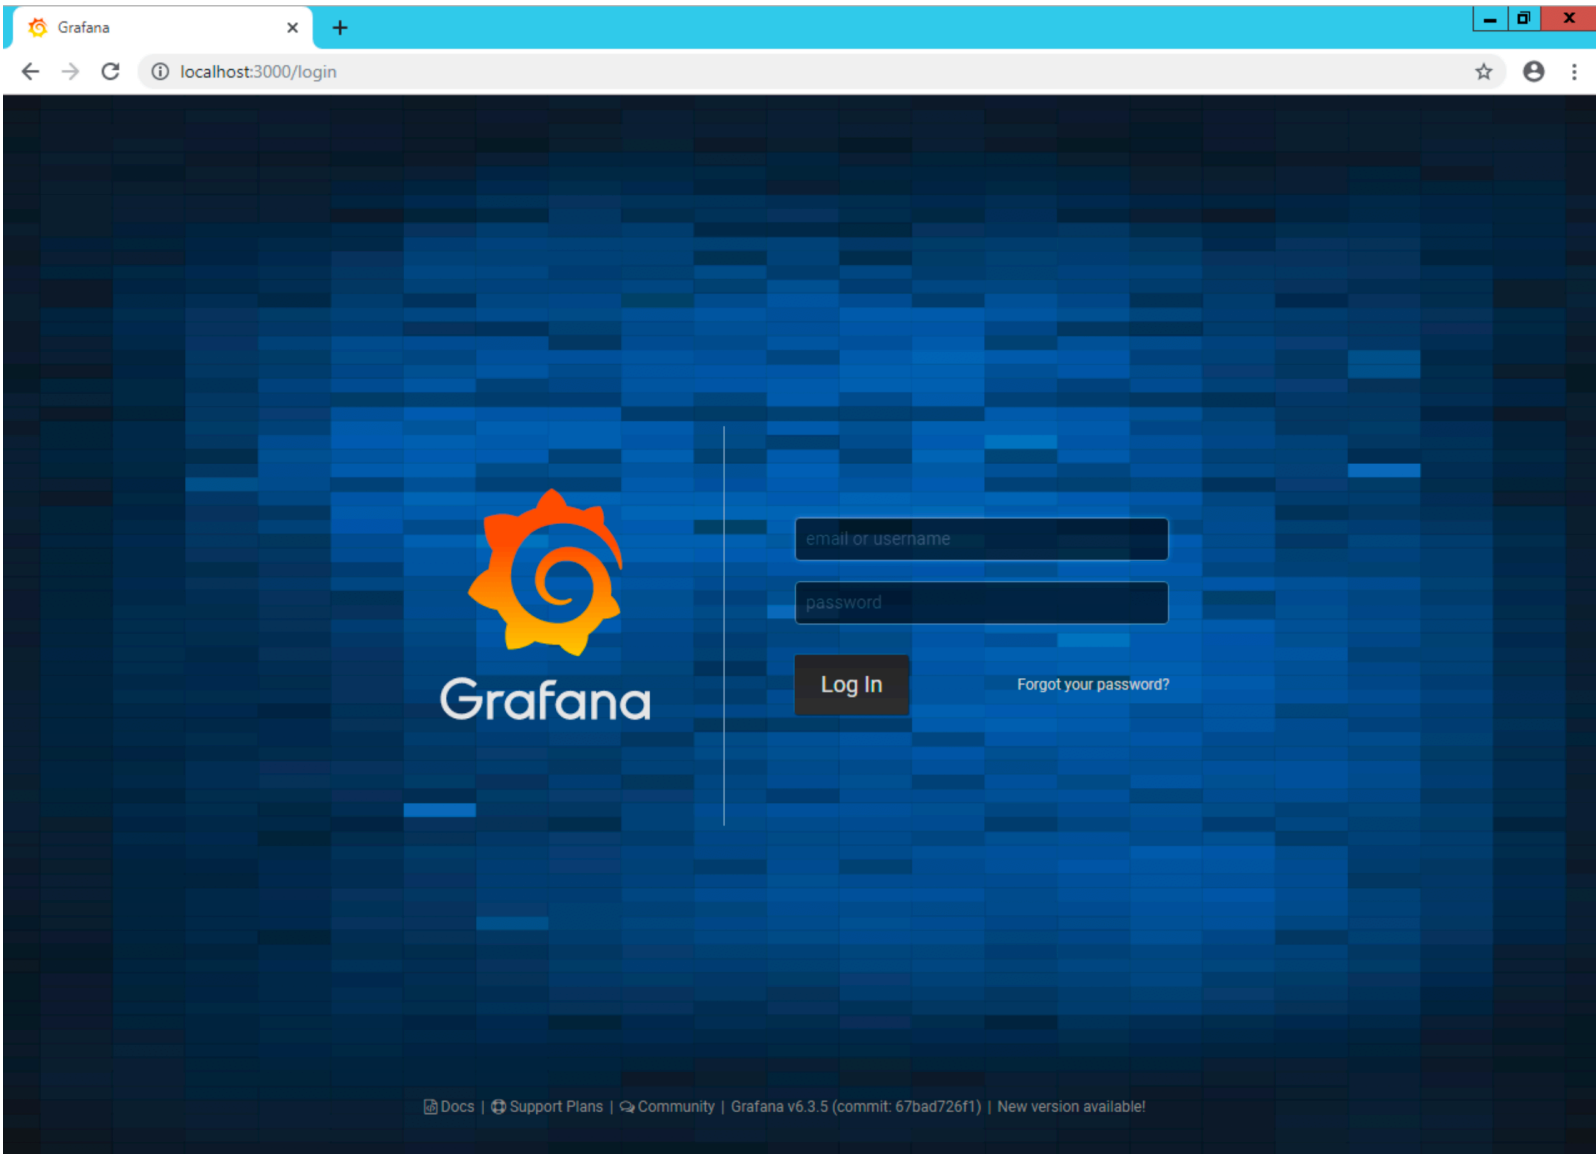 Grafana
localhost:3000/login
email or username
password
Log In
Forgot your password?
Grafana
Docs | Support Plans | Community | Grafana v6.3.5 (commit: 67bad726f1) | New version available!